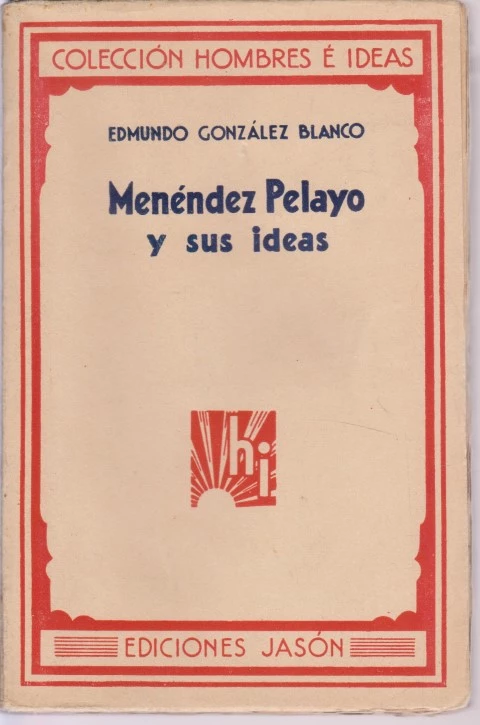 COLECCIÓN HOMBRES É IDEAS
EDMUNDO GONZÁLEZ BLANCO
Menéndez Pelayo
y sus ideas
hi
EDICIONES JASÓN